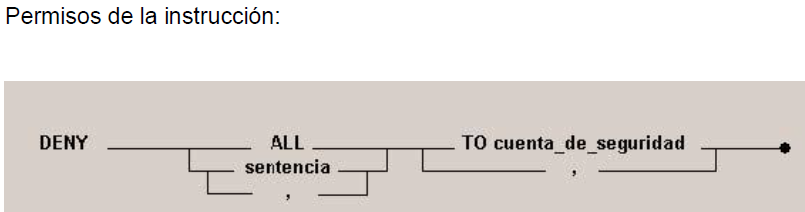 Permisos de la instrucción:
DENY ALL TO cuenta_de_seguridad
sentencia ,
,